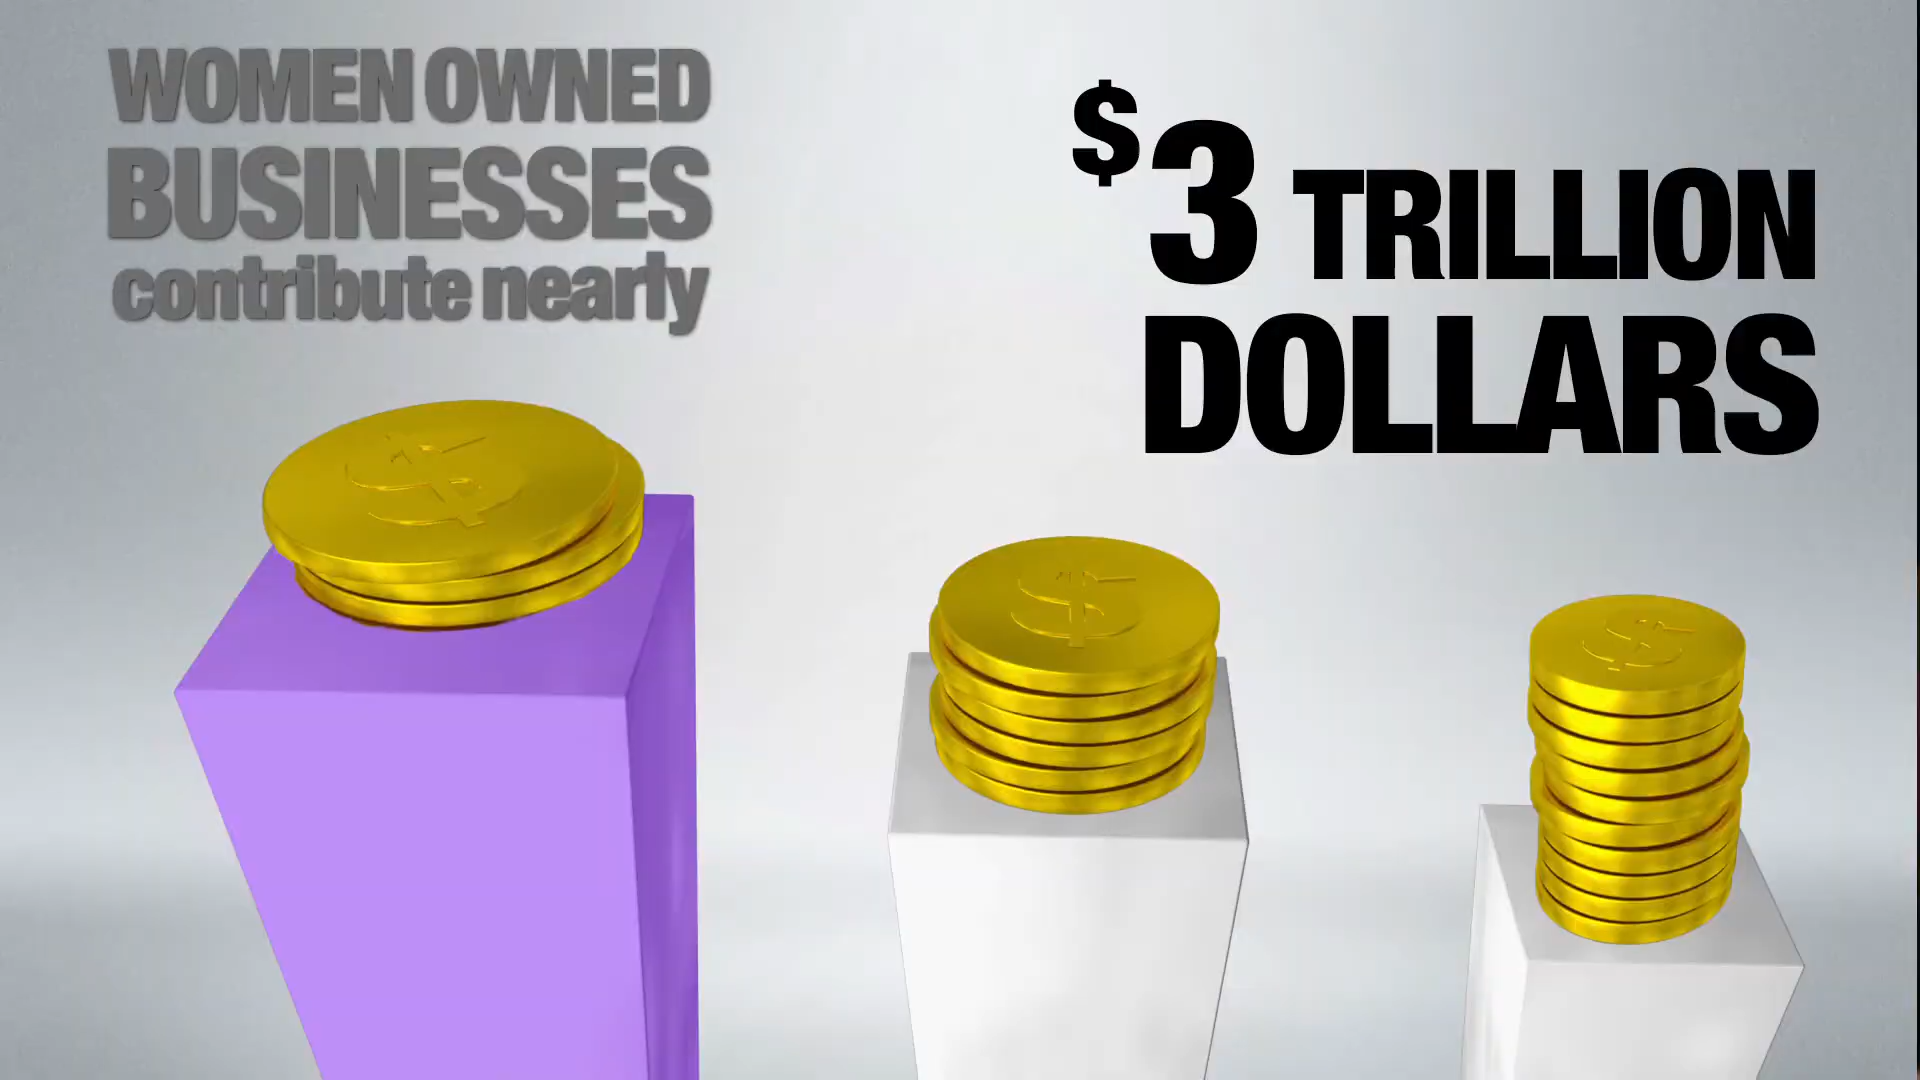 WOMEN OWNED
BUSINESSES
contribute nearly
$3 TRILLION
DOLLARS
$
$
$